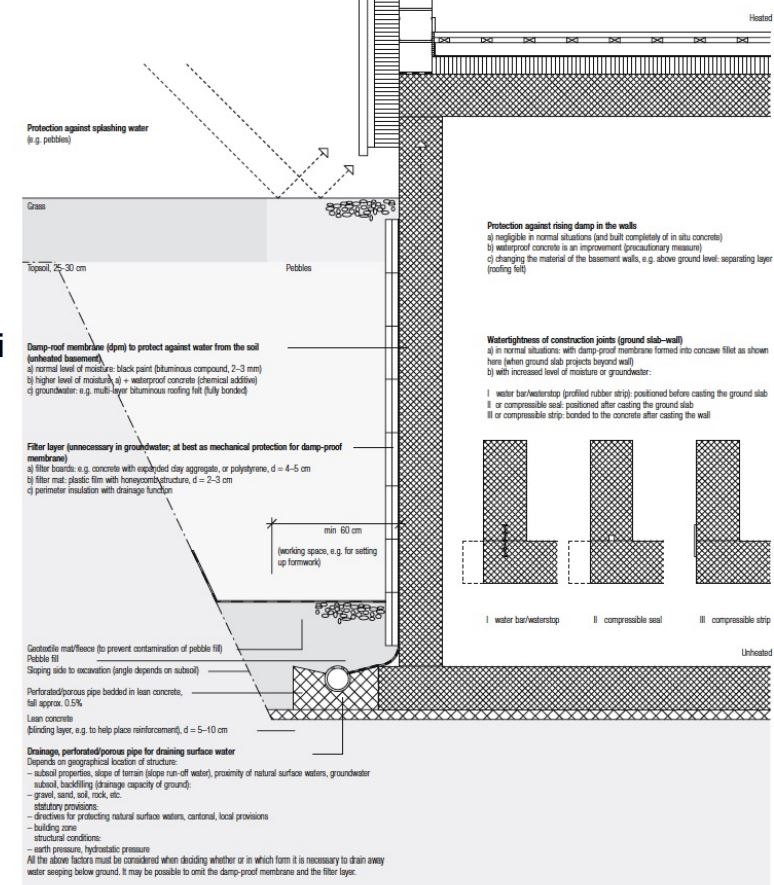 Heated
Protection against splashing water
(e.g. pebbles)
Grass
Topsoil, 25-30 cm
Pebbles
Protection against rising damp in the walls
a) negligible in normal situations (and built completely of in situ concrete)
b) waterproof concrete is an improvement (precautionary measure)
c) changing the material of the basement walls, e.g. above ground level: separating layer
(roofing felt)
i
Damp-roof membrane (dpm) to protect against water from the soil
(unheated basement)
a) normal level of moisture: black paint (bituminous compound, 2–3 mm)
b) higher level of moisture: a) + waterproof concrete (chemical additive)
c) groundwater: e.g. multi-layer bituminous roofing felt (fully bonded)
Watertightness of construction joints (ground slab–wall)
a) in normal situations: with damp-proof membrane formed into concave fillet as shown
here (when ground slab projects beyond wall)
b) with increased level of moisture or groundwater:
I water bar/waterstop (profiled rubber strip): positioned before casting the ground slab
II or compressible seal: positioned after casting the ground slab
III or compressible strip: bonded to the concrete after casting the wall
Filter layer (unnecessary in groundwater; at best as mechanical protection for damp-proof
membrane)
a) filter boards: e.g. concrete with expanded clay aggregate, or polystyrene, d = 4–5 cm
b) filter mat: plastic film with honeycomb structure, d = 2–3 cm
c) perimeter insulation with drainage function
min 60 cm
(working space, e.g. for setting
up formwork)
I water bar/waterstop
II compressible seal
III compressible strip
Unheated
Geotextile mat/fleece (to prevent contamination of pebble fill)
Pebble fill
Sloping side to excavation (angle depends on subsoil)
Perforated/porous pipe bedded in lean concrete,
fall approx. 0.5%
Lean concrete
(blinding layer, e.g. to help place reinforcement), d = 5–10 cm
Drainage, perforated/porous pipe for draining surface water
Depends on geographical location of structure:
– subsoil properties, slope of terrain (slope run-off water), proximity of natural surface waters, groundwater
subsoil, backfilling (drainage capacity of ground):
– gravel, sand, soil, rock, etc.
statutory provisions:
– directives for protecting natural surface waters, cantonal, local provisions
– building zone
structural conditions:
– earth pressure, hydrostatic pressure
All the above factors must be considered when deciding whether or in which form it is necessary to drain away
water seeping below ground. It may be possible to omit the damp-proof membrane and the filter layer.